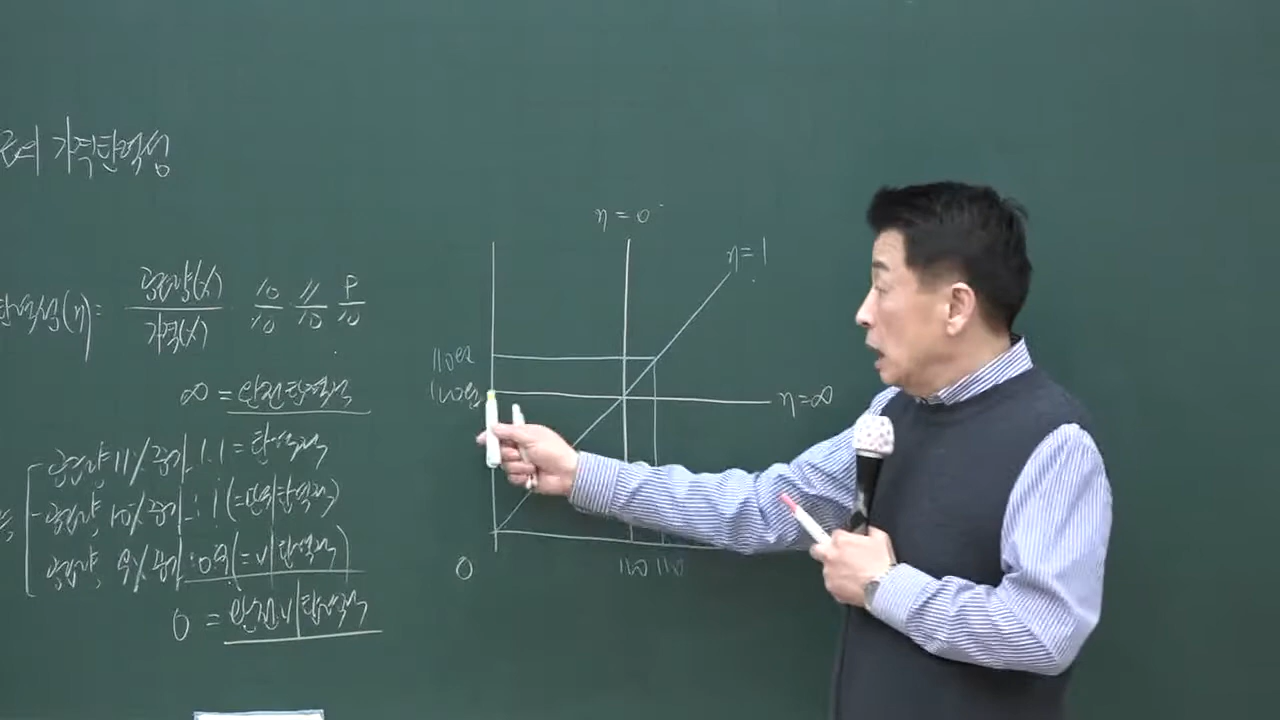 가격탄력성
탄력성(η)= 공급량(%) / 가격(%) 10/10 11/10 9/10
∞ = 완전탄력적
공급량 11% 증가 1.1 = 탄력적
공급량, 10% 증가 : 1 (=단위탄력적)
공급량, 9% 증가 : 0.9 (=비탄력적)
0 = 완전비탄력적
η = 0
η = 1
110원
100원
η = ∞
0
100 110